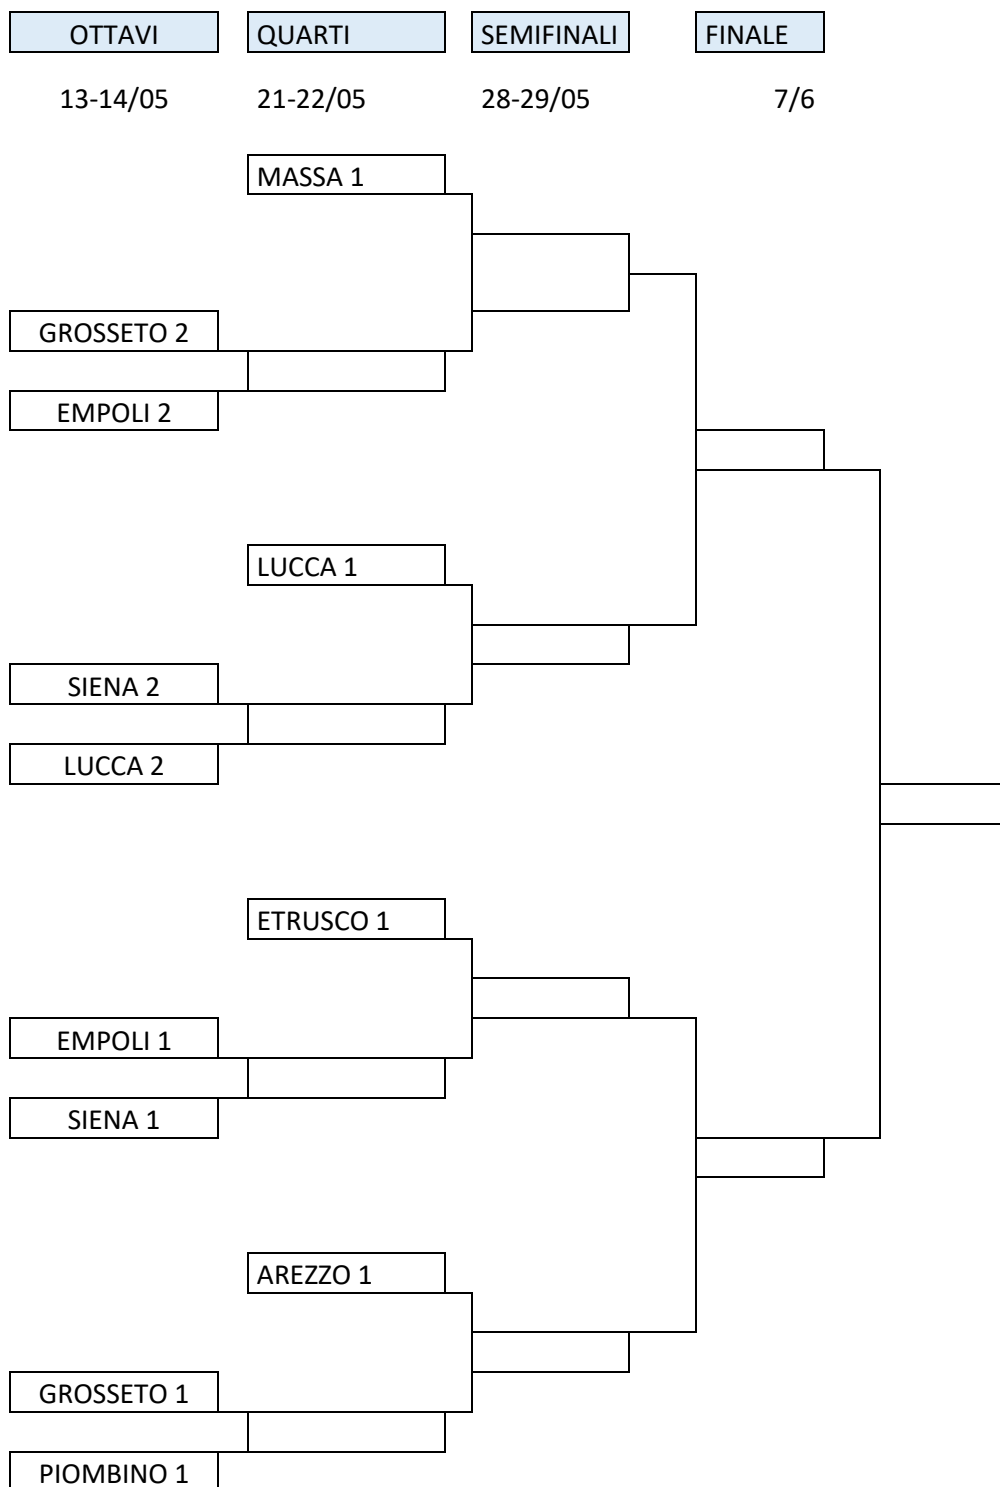 OTTAVI QUARTI SEMIFINALI FINALE
13-14/05 21-22/05 28-29/05 7/6
MASSA 1
GROSSETO 2
EMPOLI 2
LUCCA 1
SIENA 2
LUCCA 2
ETRUSCO 1
EMPOLI 1
SIENA 1
AREZZO 1
GROSSETO 1
PIOMBINO 1